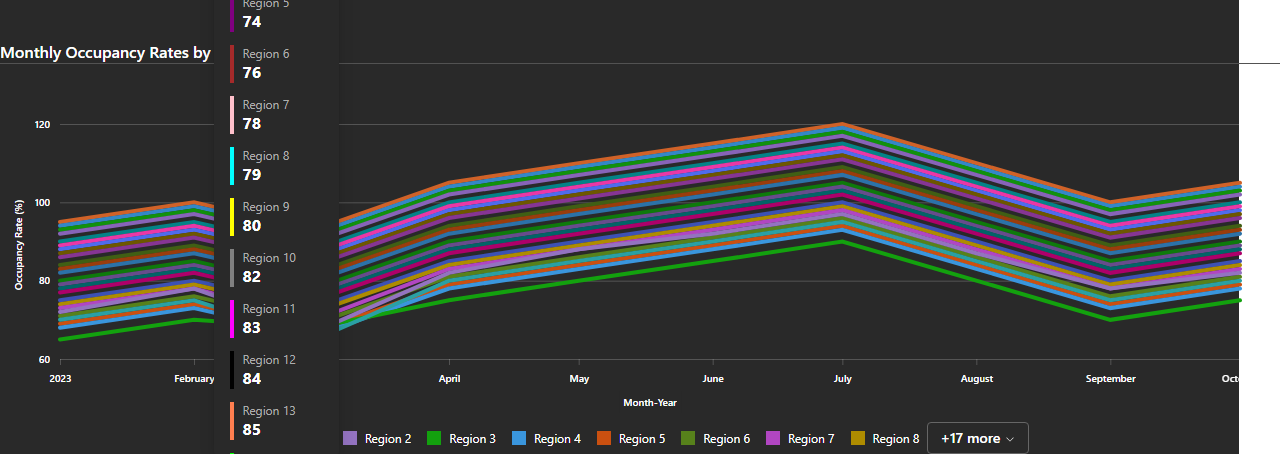 Region 5
74
Monthly Occupancy Rates by
Region 6
76
Region 7
78
Region 8
79
Region 9
80
Region 10
82
Region 11
83
Region 12
84
Region 13
85
Occupancy Rate (%)
120
100
80
60
2023
February
April
May
June
July
August
September
Octo
Month-Year
Region 2
Region 3
Region 4
Region 5
Region 6
Region 7
Region 8
+17 more